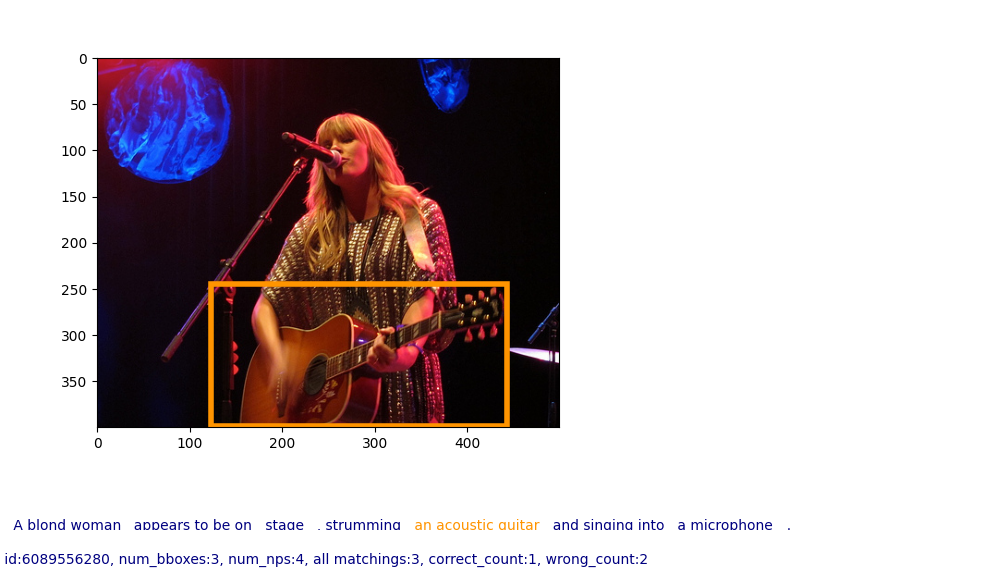 0
50
100
150
200
250
300
350
0 100 200 300 400
A blond woman appears to be on stage , strumming an acoustic guitar and singing into a microphone .
id:6089556280, num_bboxes:3, num_nps:4, all matchings:3, correct_count:1, wrong_count:2